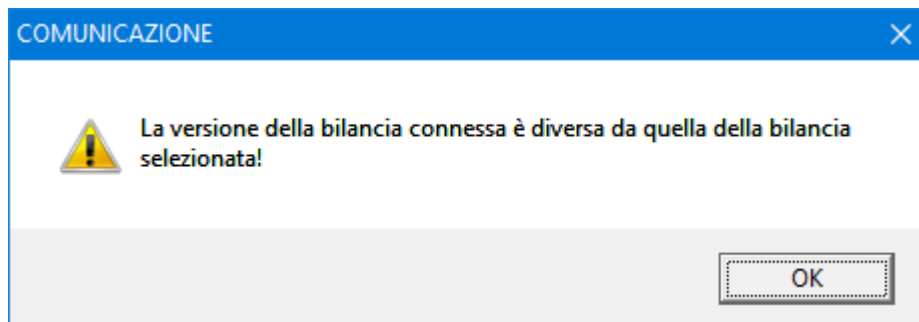 COMUNICAZIONE
La versione della bilancia connessa è diversa da quella della bilancia
selezionata!
OK